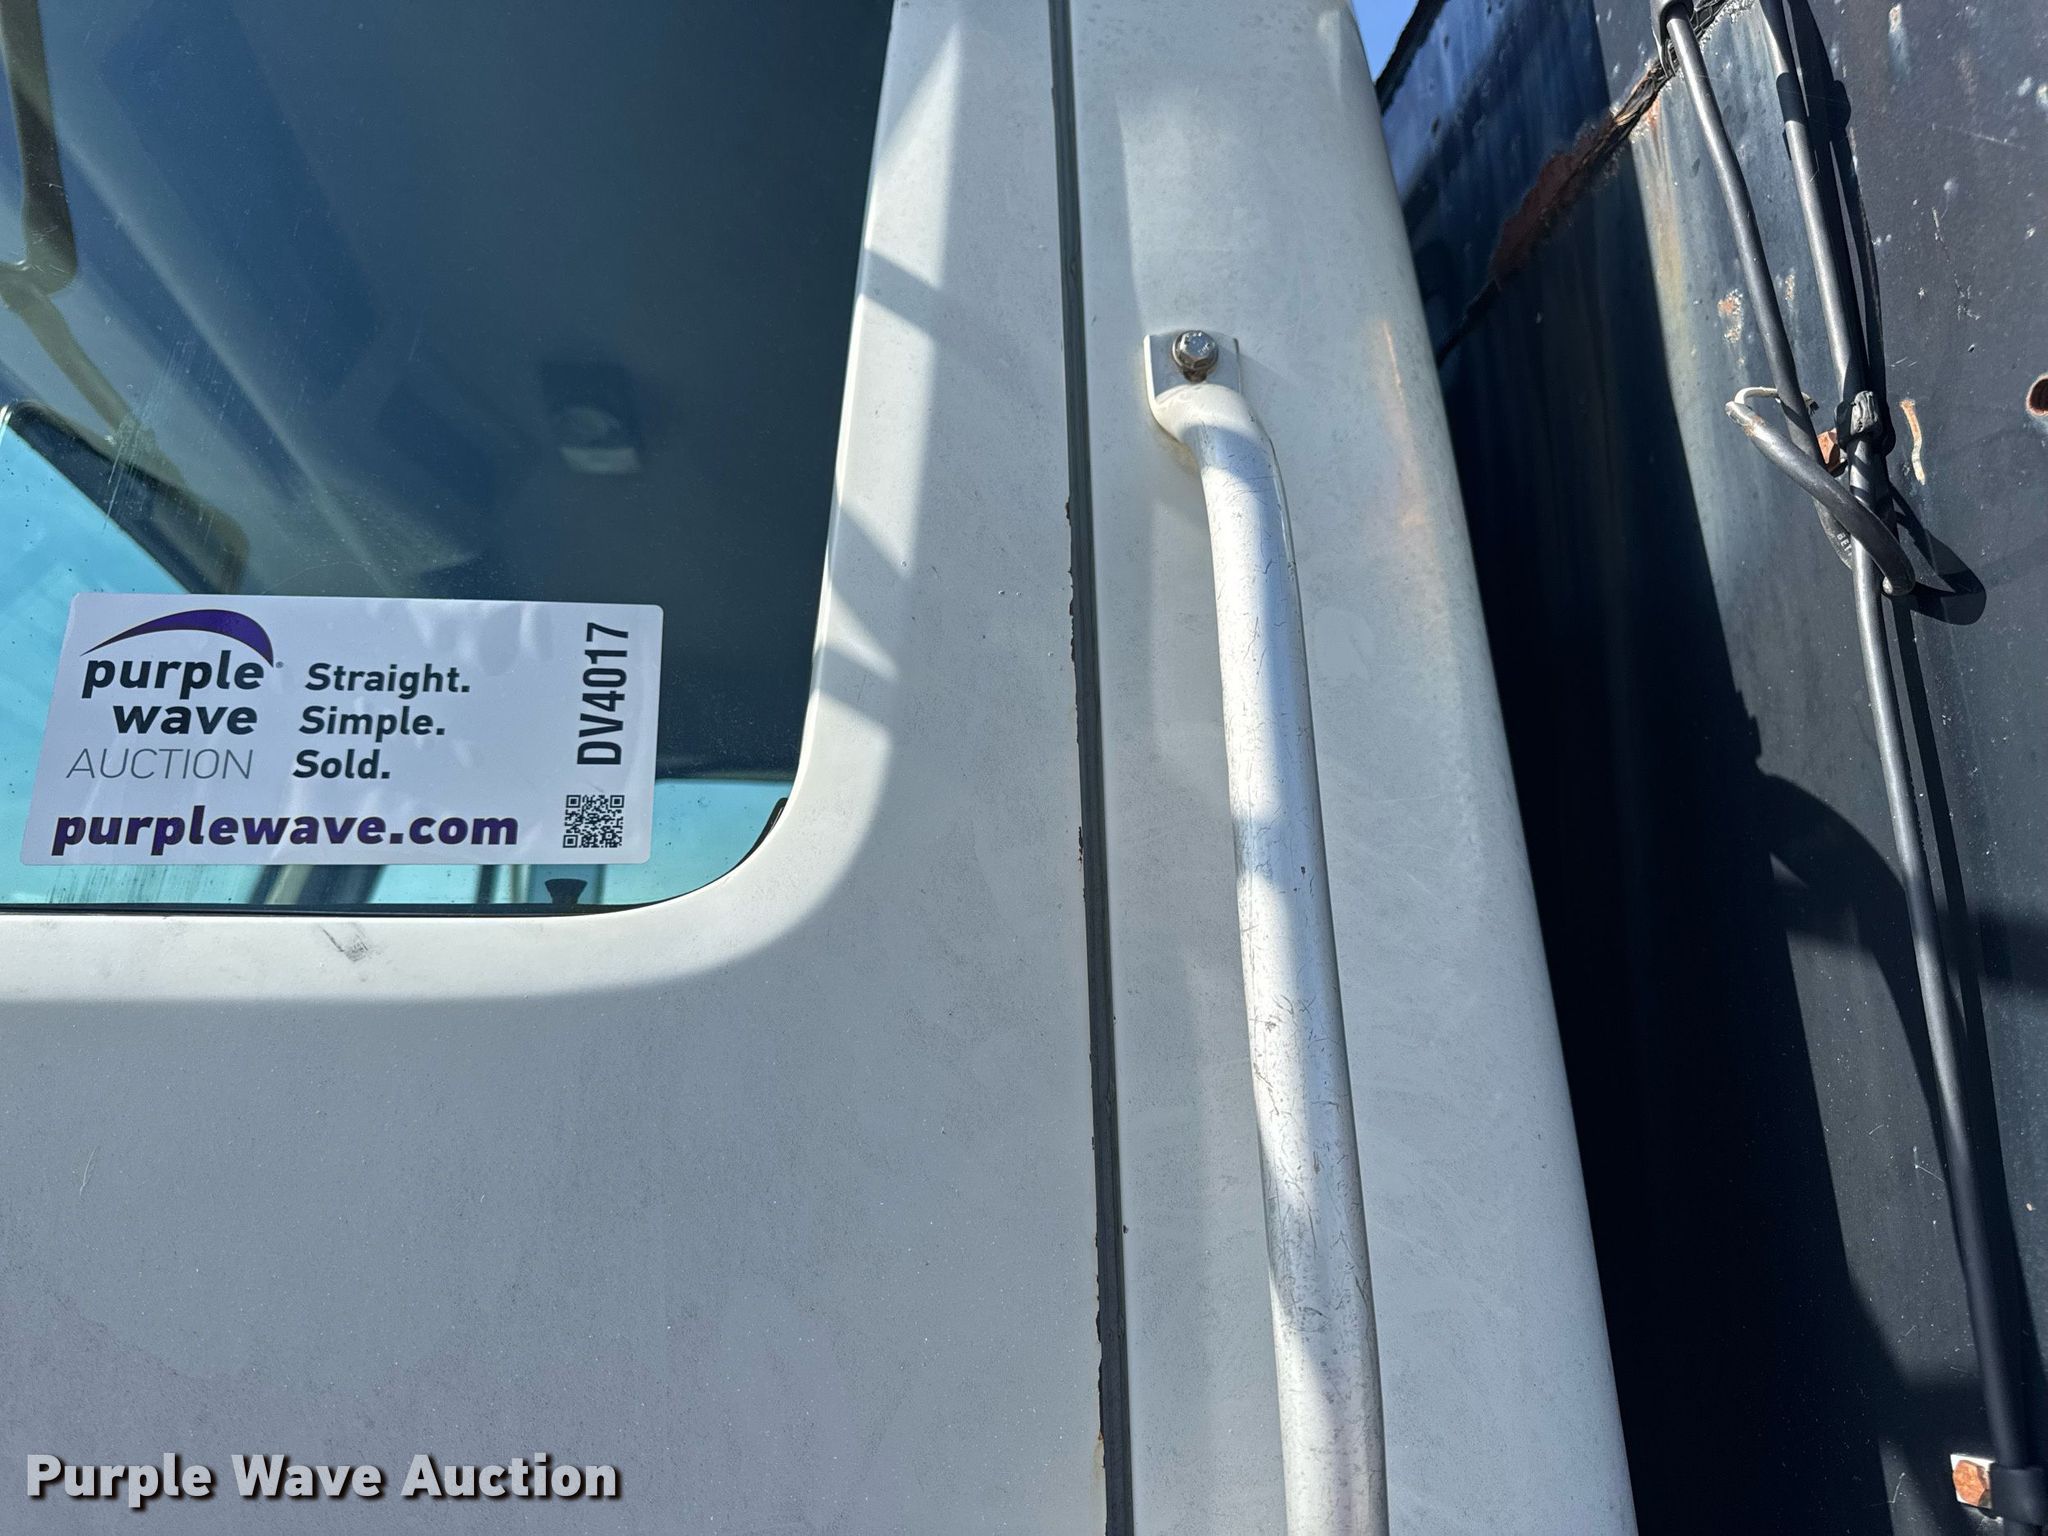 purple
wave
AUCTION
Straight.
Simple.
Sold.
purplewave.com
DV4017
Purple Wave Auction